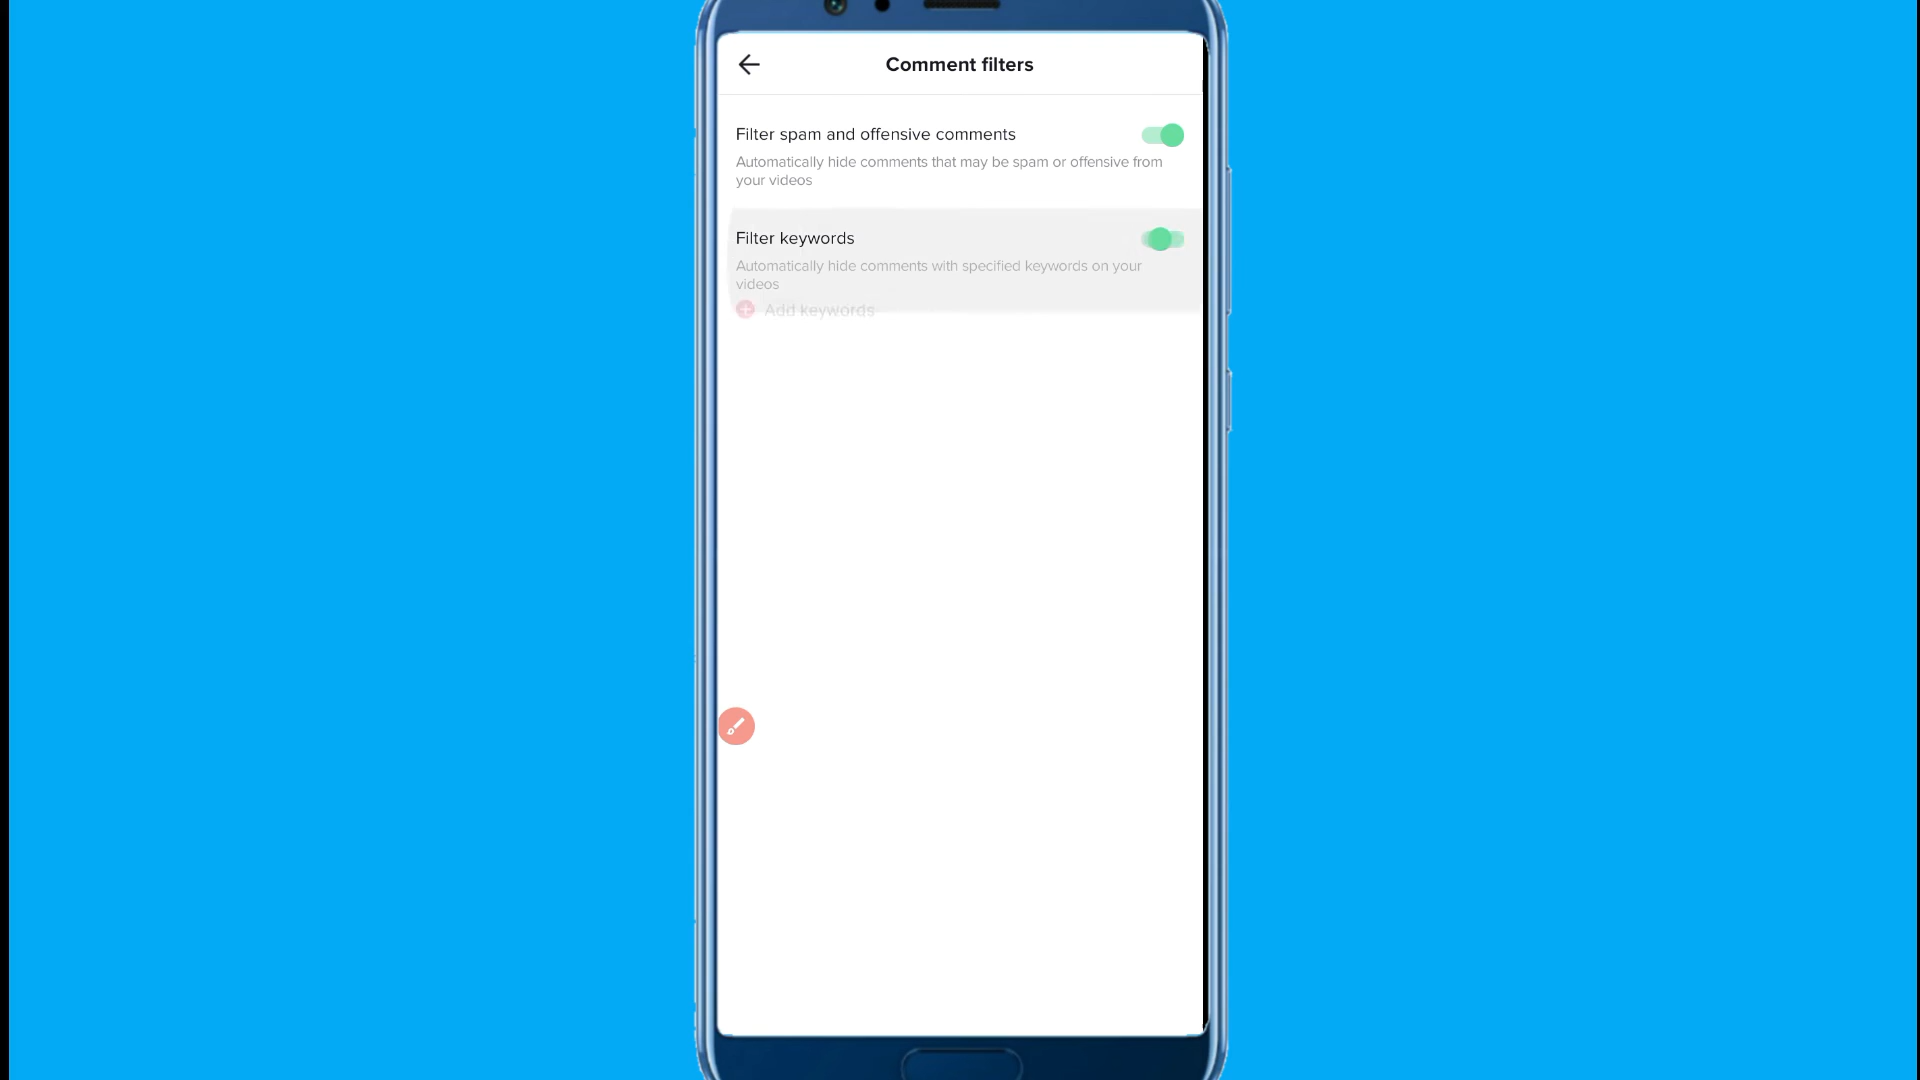 Comment filters
Filter spam and offensive comments
Automatically hide comments that may be spam or offensive from
your videos
Filter keywords
Automatically hide comments with specified keywords on your
videos
Add keywords